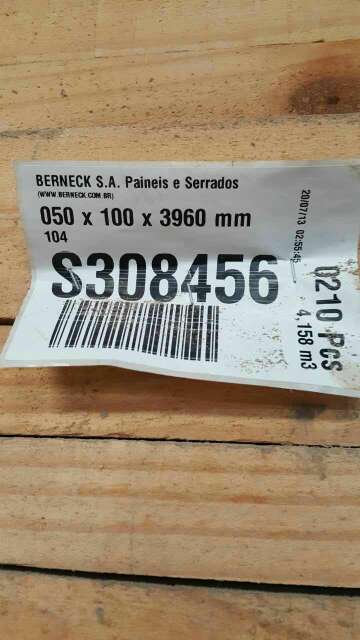 BERNECK S.A. Paineis e Serrados
(WWW.BERNECK.COM.BR)
050 x 100 x 3960 mm
104
S308456
20/07/13 02:55:45
0210 Pcs
4,158 m3